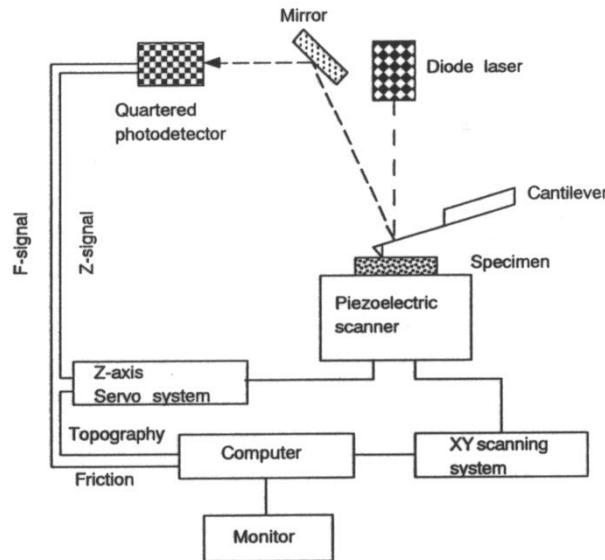 Mirror
Diode laser
Quartered
photodetector
Cantilever
F-signal
Z-signal
Specimen
Piezoelectric
scanner
Z-axis
Servo system
Topography
Computer
XY scanning
system
Friction
Monitor